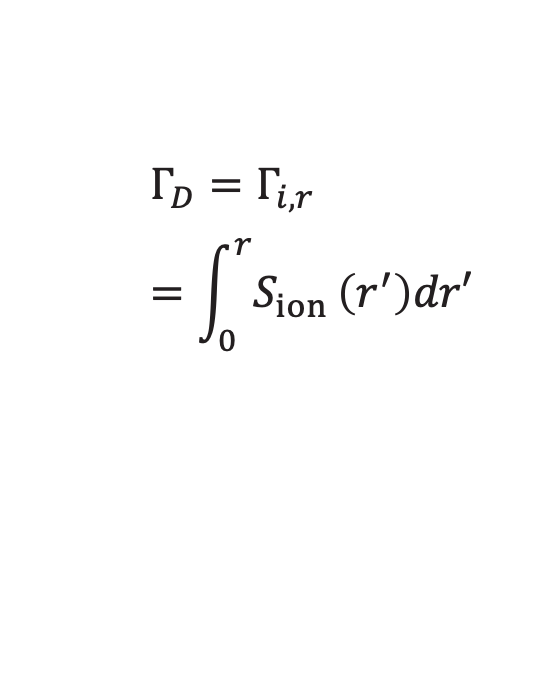 Γ_D = Γ_{i,r}
= ∫_0^r S_ion (r′)dr′